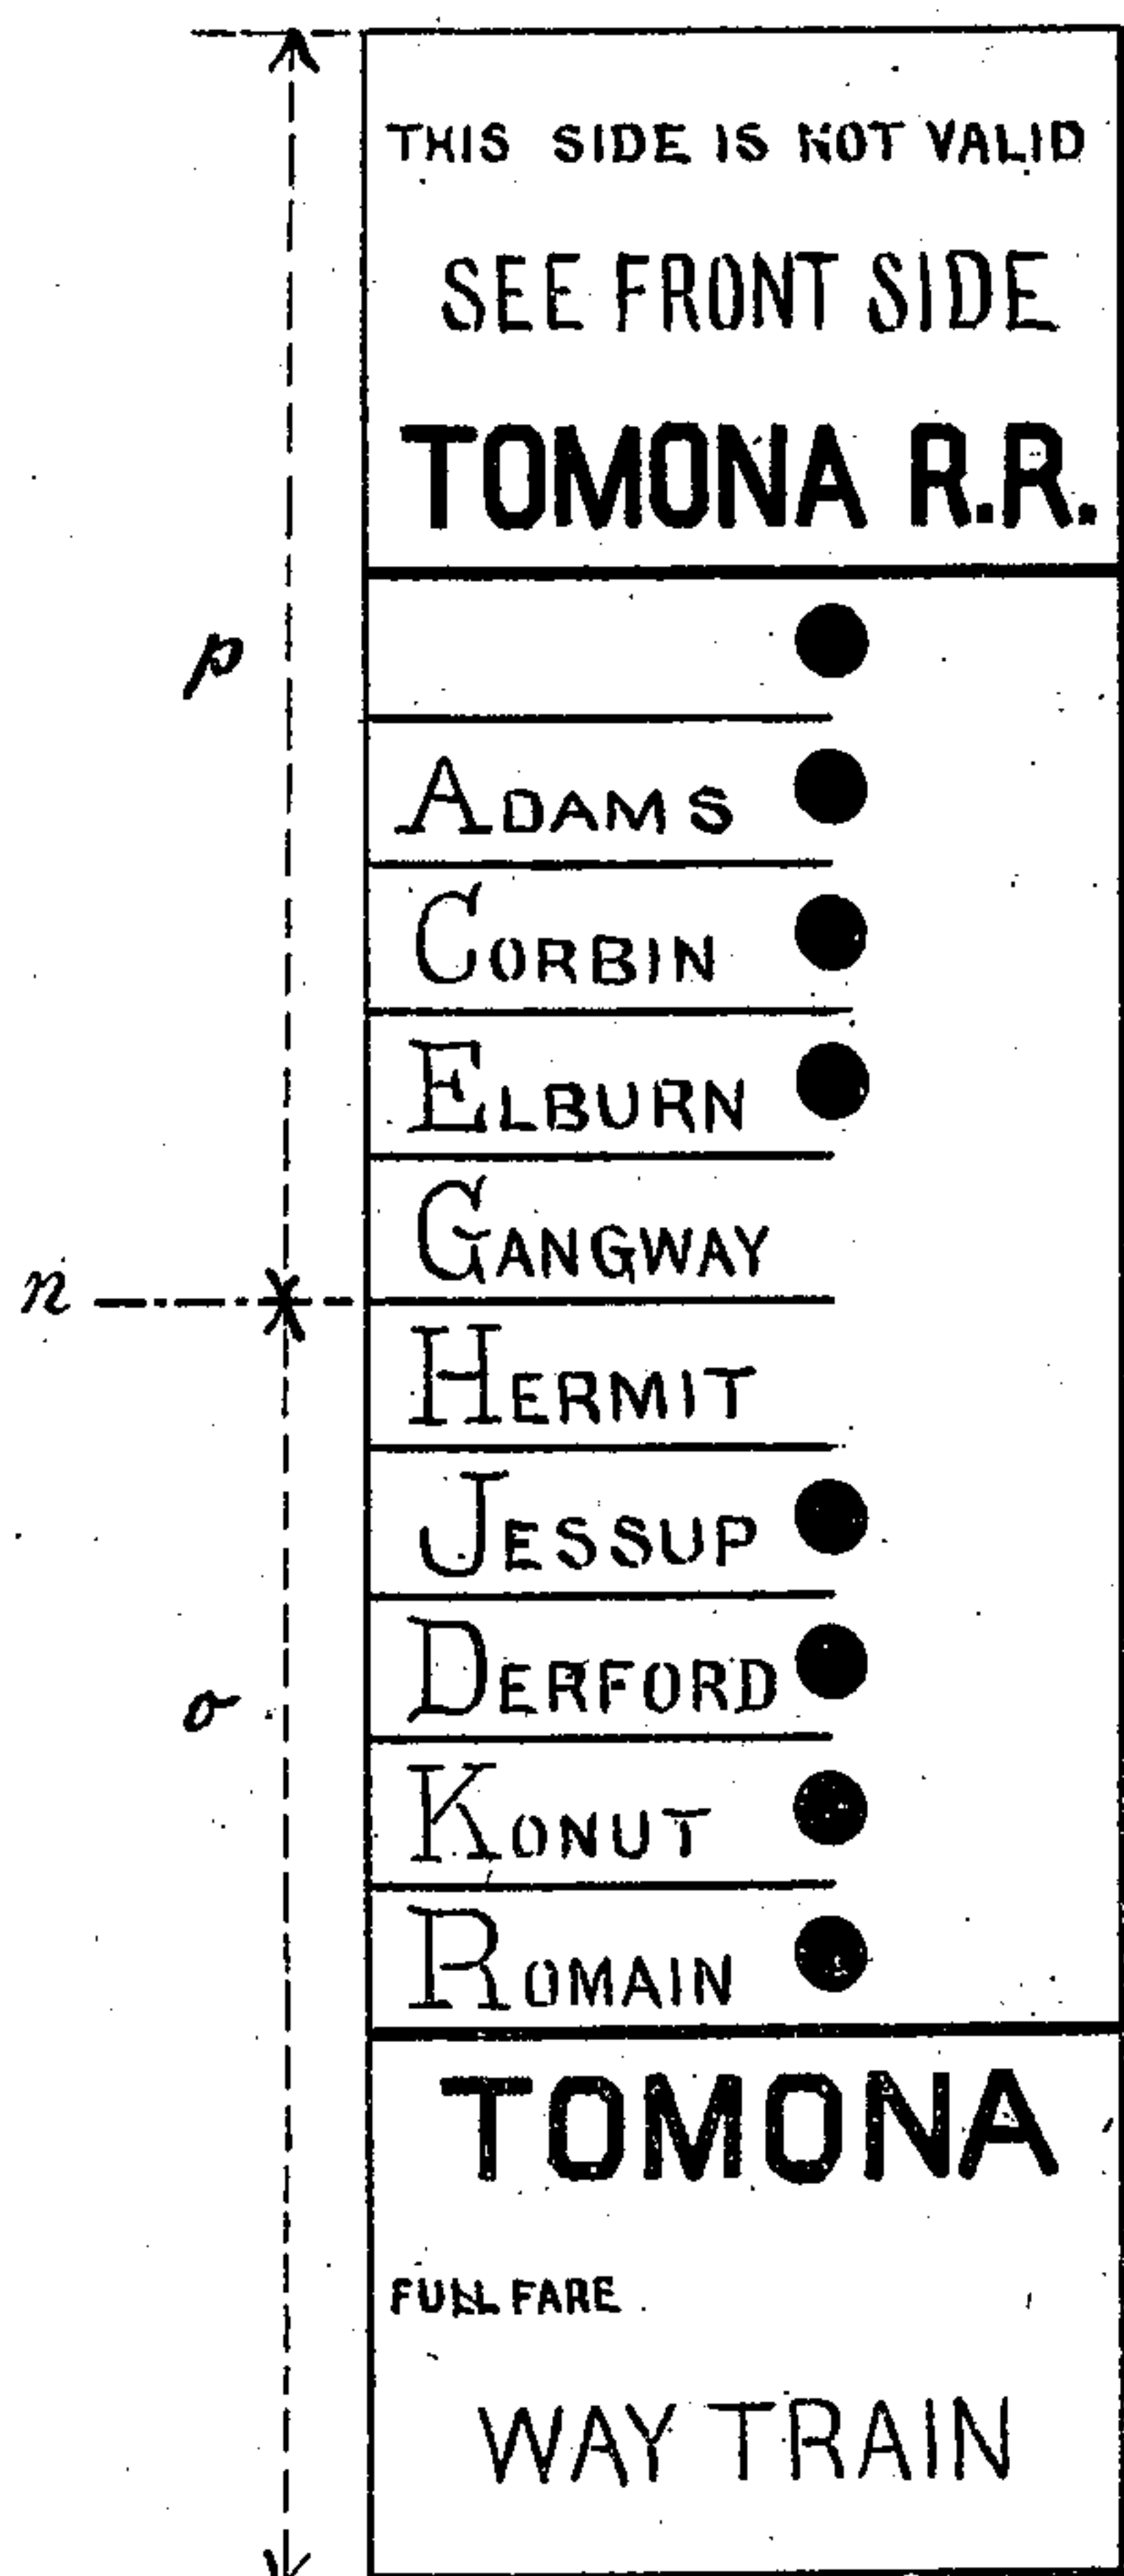 THIS SIDE IS NOT VALID
SEE FRONT SIDE
TOMONA R.R.
p
ADAMS
CORBIN
ELBURN
GANGWAY
n
HERMIT
JESSUP
DERFORD
o
KONUT
ROMAIN
TOMONA
FULL FARE
WAY TRAIN